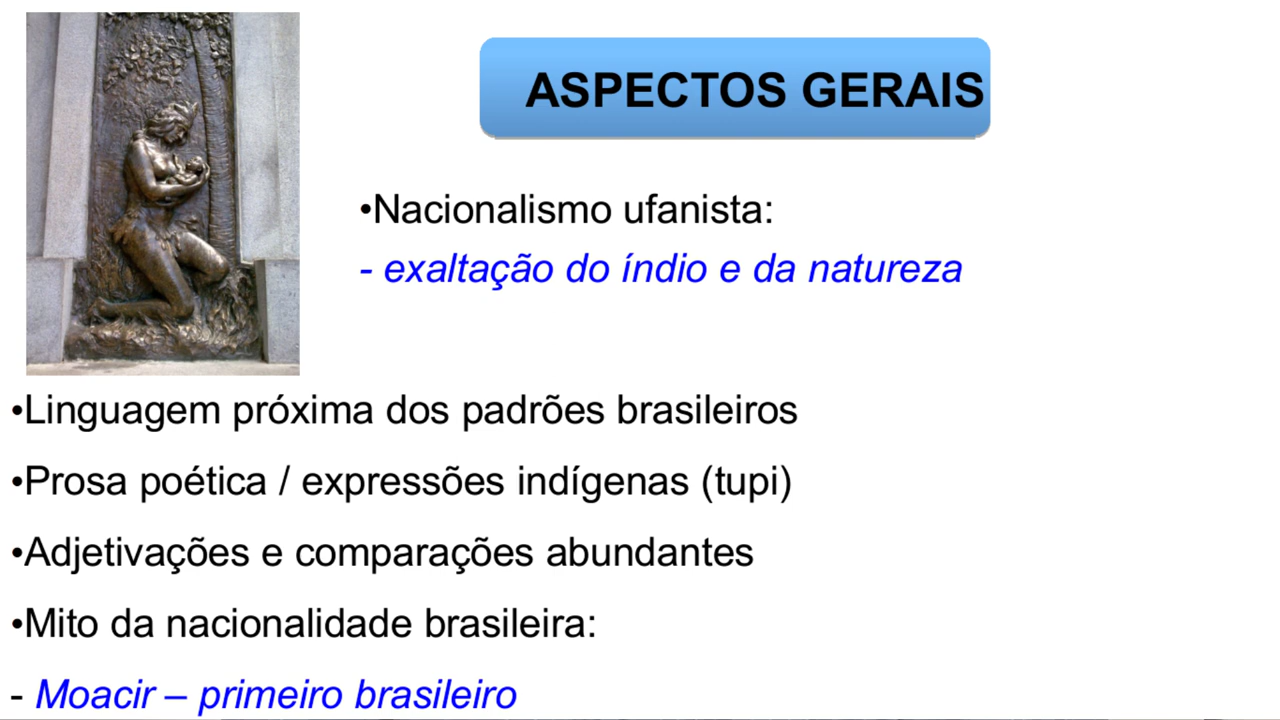 ASPECTOS GERAIS
•Nacionalismo ufanista:
- exaltação do índio e da natureza
•Linguagem próxima dos padrões brasileiros
•Prosa poética / expressões indígenas (tupi)
•Adjetivações e comparações abundantes
•Mito da nacionalidade brasileira:
- Moacir – primeiro brasileiro